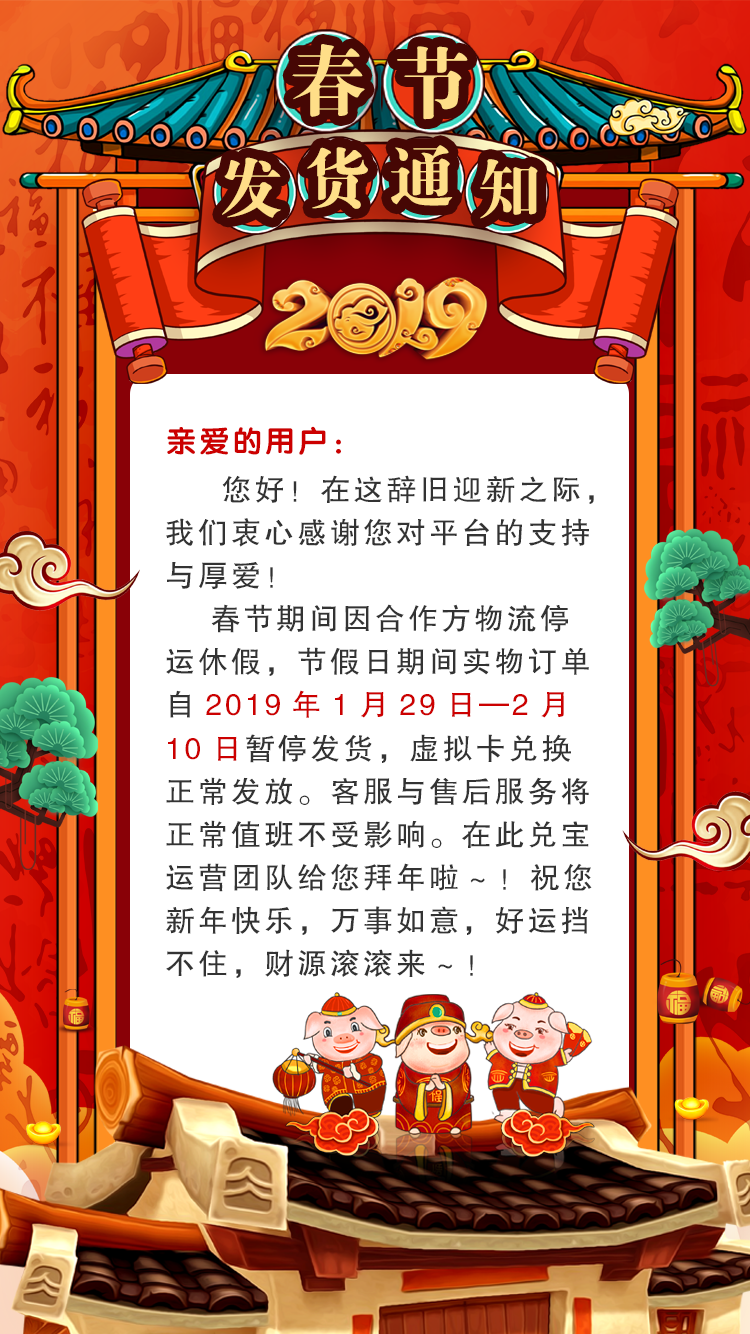 春节
发货通知
2019
亲爱的用户：
您好！在这辞旧迎新之际，
我们衷心感谢您对平台的支持
与厚爱！
春节期间因合作方物流停
运休假，节假日期间实物订单
自 2019 年 1 月 29 日—2 月
10 日暂停发货，虚拟卡兑换
正常发放。客服与售后服务将
正常值班不受影响。在此兑宝
运营团队给您拜年啦～！祝您
新年快乐，万事如意，好运挡
不住，财源滚滚来～！
福
福